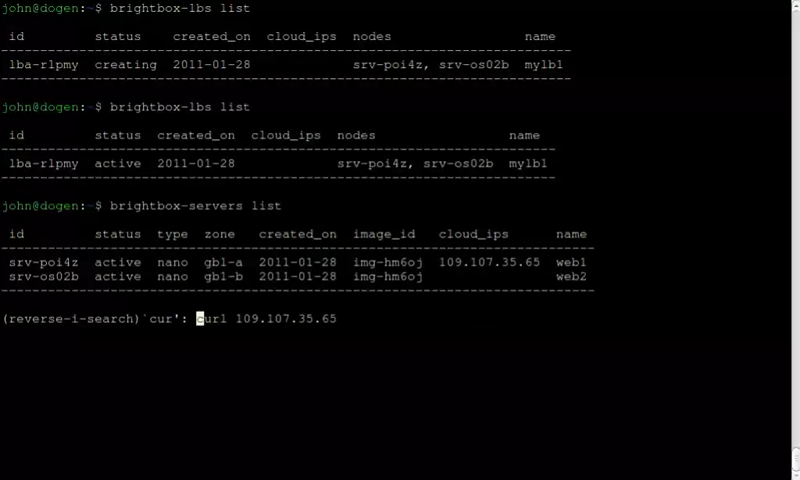 john@dogen:~$ brightbox-lbs list
id status created_on cloud_ips nodes name
lba-rlpmy creating 2011-01-28 srv-poi4z, srv-os02b mylb1
john@dogen:~$ brightbox-lbs list
id status created_on cloud_ips nodes name
lba-rlpmy active 2011-01-28 srv-poi4z, srv-os02b mylb1
john@dogen:~$ brightbox-servers list
id status type zone created_on image_id cloud_ips name
srv-poi4z active nano gb1-a 2011-01-28 img-hm6oj 109.107.35.65 web1
srv-os02b active nano gb1-b 2011-01-28 img-hm6oj web2
(reverse-i-search)`cur': curl 109.107.35.65